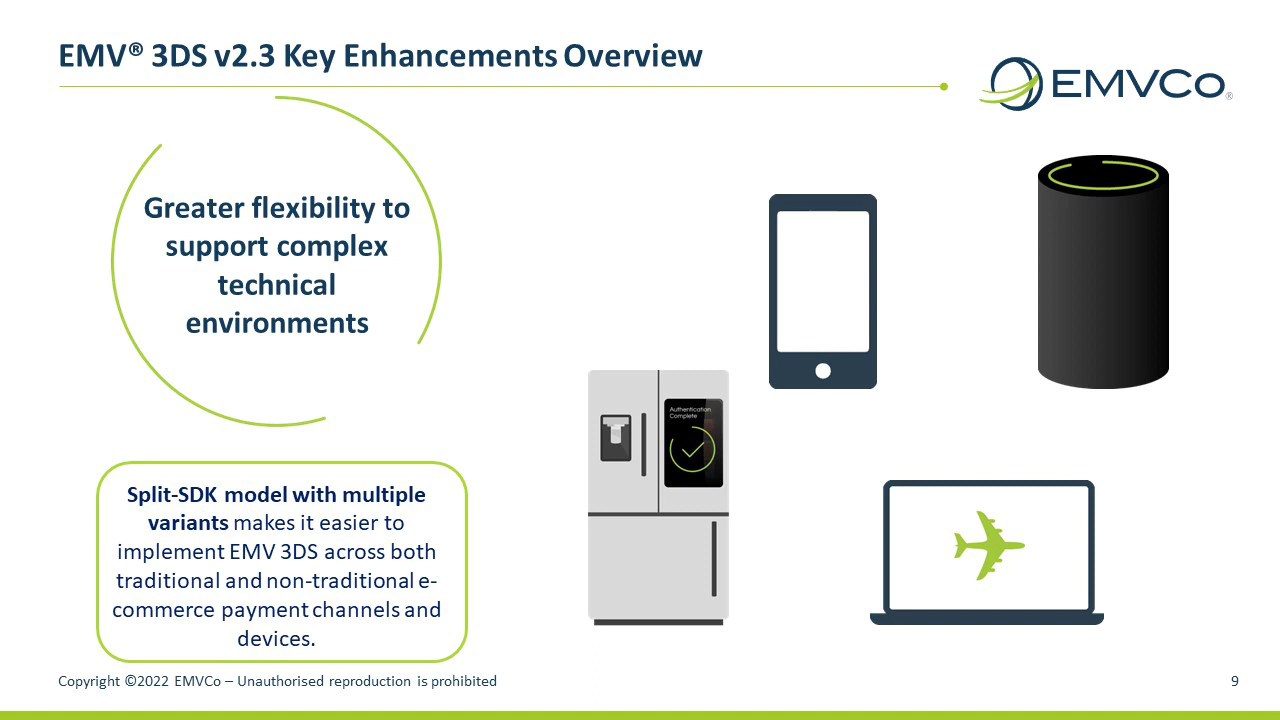 EMV® 3DS v2.3 Key Enhancements Overview
EMVCo®
Greater flexibility to
support complex
technical
environments
Authentication
Complete
Split-SDK model with multiple
variants makes it easier to
implement EMV 3DS across both
traditional and non-traditional e-
commerce payment channels and
devices.
Copyright ©2022 EMVCo – Unauthorised reproduction is prohibited
9